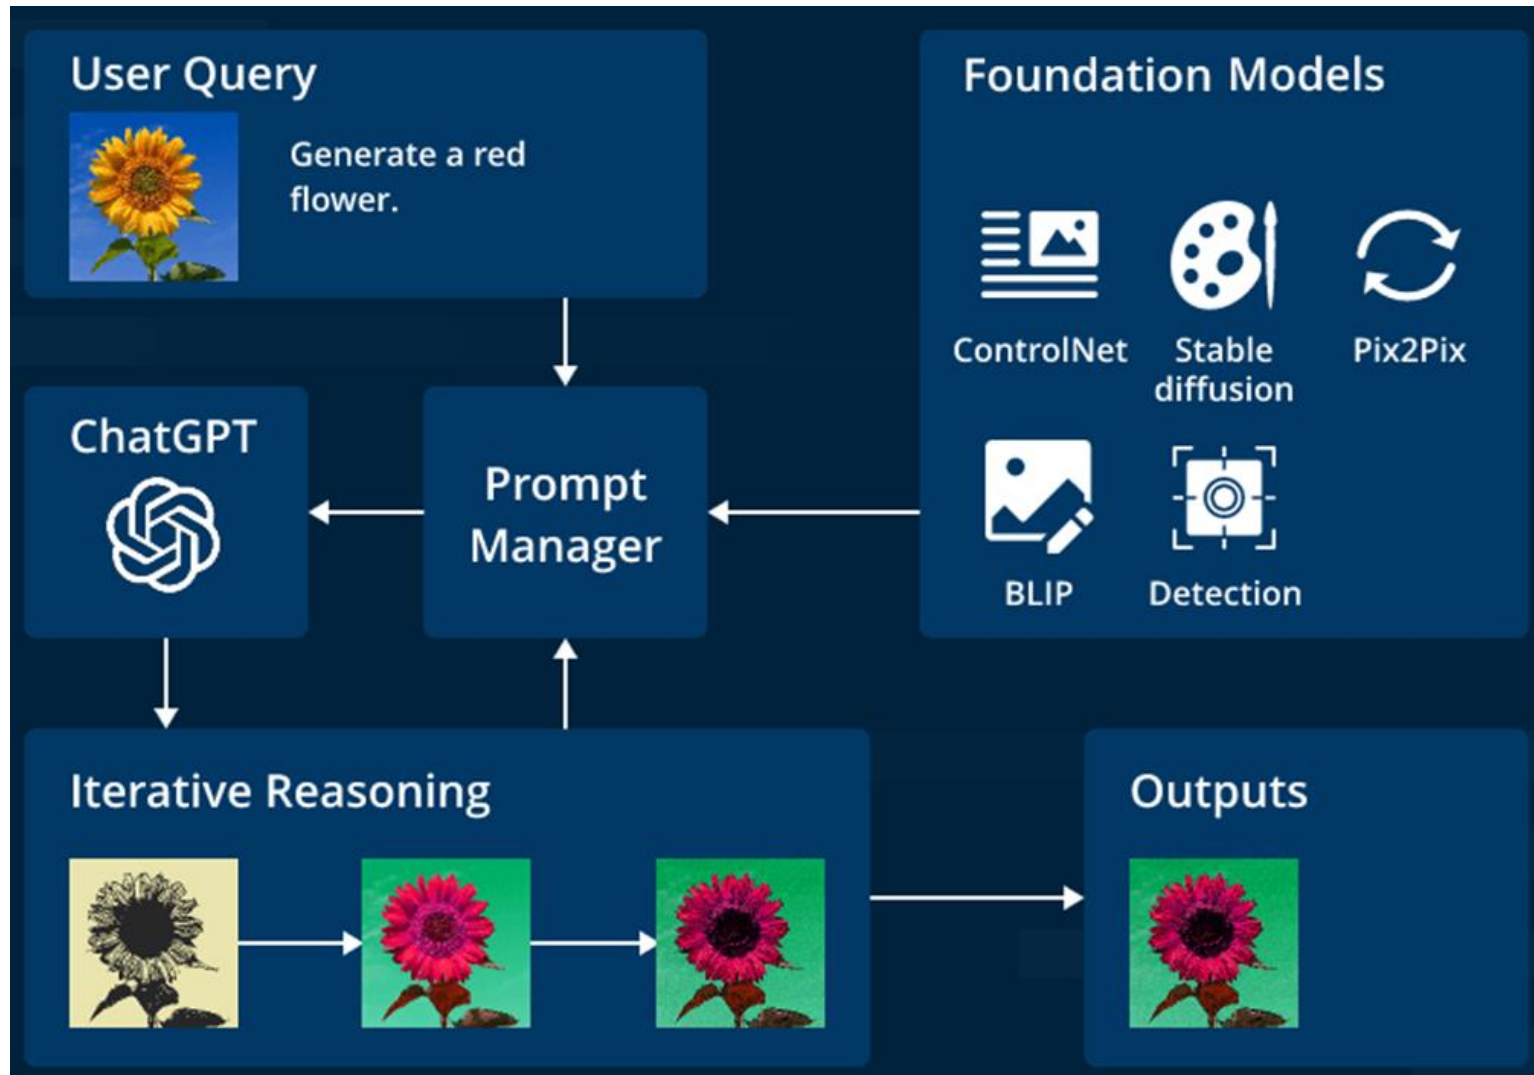 User Query
Generate a red
flower.
Foundation Models
ControlNet
Stable
diffusion
Pix2Pix
BLIP
Detection
ChatGPT
Prompt
Manager
Iterative Reasoning
Outputs